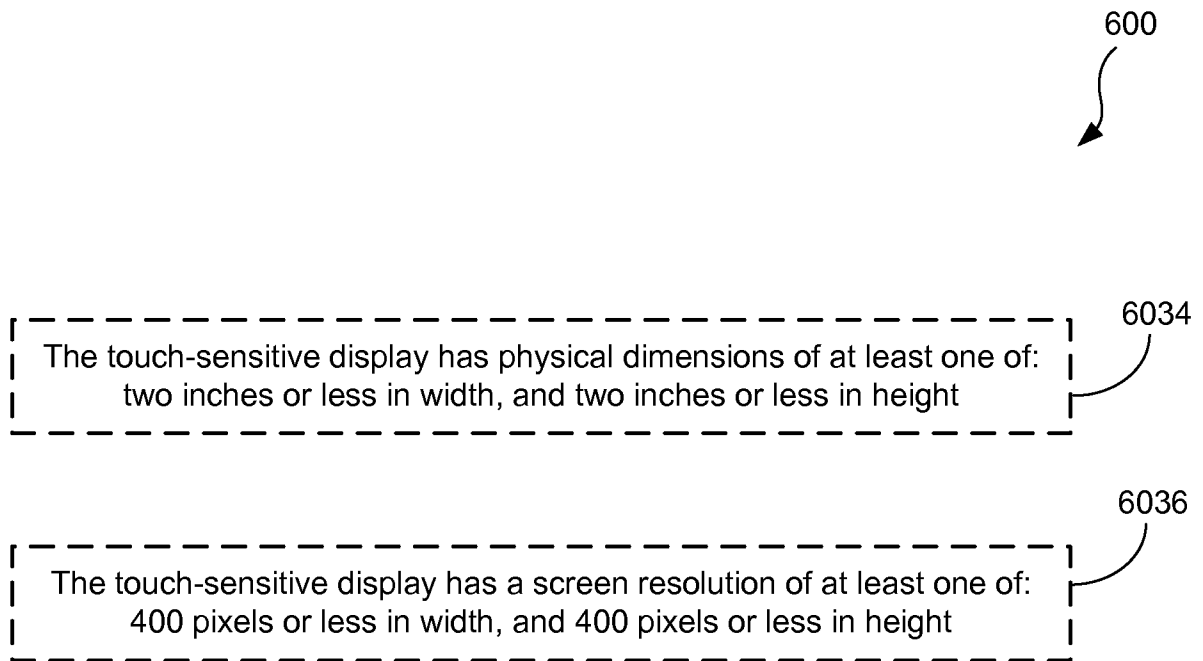 600
6034
The touch-sensitive display has physical dimensions of at least one of:
two inches or less in width, and two inches or less in height
6036
The touch-sensitive display has a screen resolution of at least one of:
400 pixels or less in width, and 400 pixels or less in height